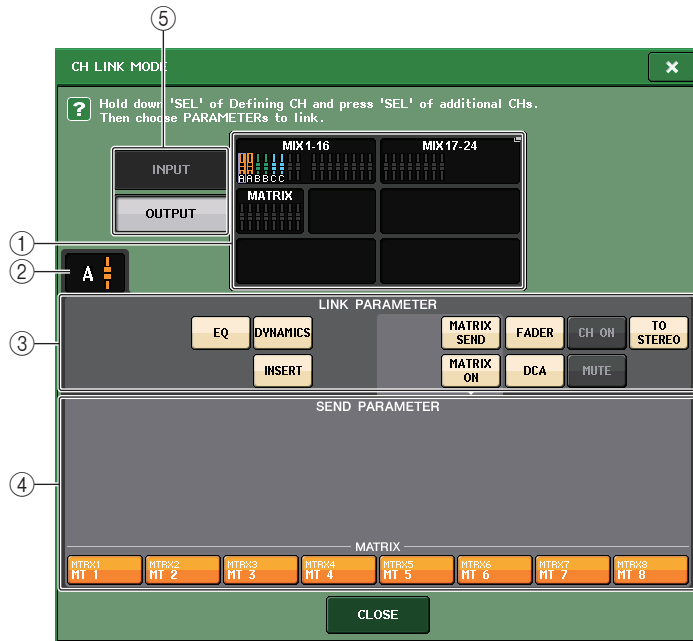 ⑤
CH LINK MODE
? Hold down 'SEL' of Defining CH and press 'SEL' of additional CHs.
Then choose PARAMETERs to link.
INPUT
OUTPUT
MIX1-16
MIX17-24
AABBCC
MATRIX
①
②
A
③
LINK PARAMETER
EQ
DYNAMICS
MATRIX SEND
FADER
CH ON
TO STEREO
INSERT
MATRIX ON
DCA
MUTE
④
SEND PARAMETER
MATRIX
MTRX1
MT 1
MTRX2
MT 2
MTRX3
MT 3
MTRX4
MT 4
MTRX5
MT 5
MTRX6
MT 6
MTRX7
MT 7
MTRX8
MT 8
CLOSE